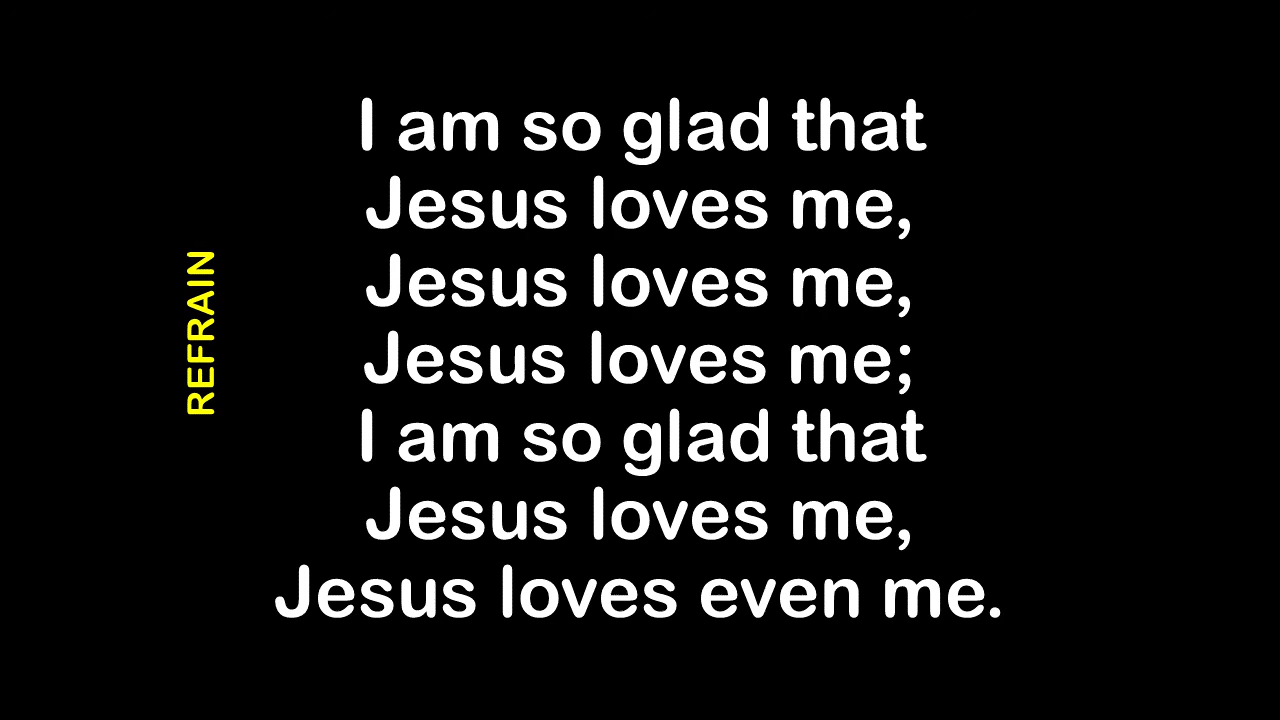 REFRAIN
I am so glad that
Jesus loves me,
Jesus loves me,
Jesus loves me;
I am so glad that
Jesus loves me,
Jesus loves even me.